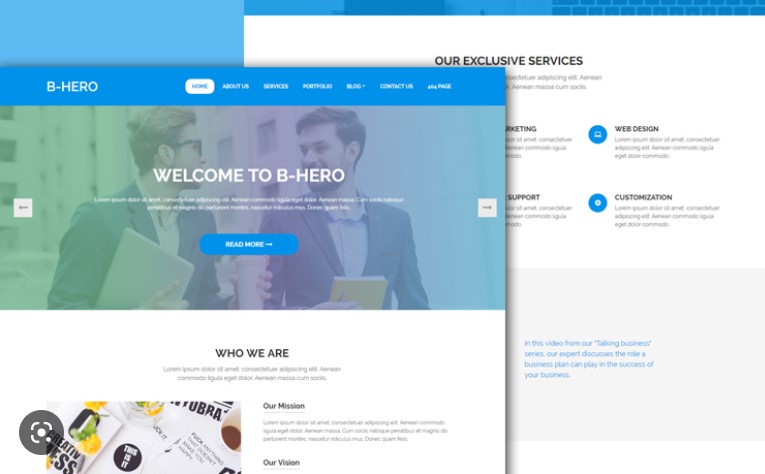 OUR EXCLUSIVE SERVICES
adipiscing elit. Aenean
Aenean massa cum sociis.
B-HERO
HOME ABOUT US SERVICES PORTFOLIO BLOG CONTACT US 404 PAGE
WELCOME TO B-HERO
Lorem ipsum dolor sit amet, consectetuer adipiscing elit. Aenean commodo ligula eget dolor. Aenean massa Cum sociis natoque
penatibus et magnis dis parturient montes, nascetur ridiculus mus. Donec quam felis.
READ MORE →
WEB DESIGN
dolor sit amet, consectetuer
Lorem ipsum dolor sit amet, consectetuer
Aenean commodo ligula
adipiscing elit. Aenean commodo ligula
eget dolor commodo
SUPPORT
CUSTOMIZATION
dolor sit amet, consectetuer
Lorem ipsum dolor sit amet, consectetuer
Aenean commodo ligula
adipiscing elit. Aenean commodo ligula
eget dolor commodo
In this video from our "Talking business"
series, our expert discusses the role a
business plan can play in the success of
your business.
WHO WE ARE
Lorem ipsum dolor sit amet, consectetuer adipiscing elit. Aenean
commodo ligula eget dolor. Aenean massa cum sociis.
Our Mission
Lorem ipsum dolor sit amet, consectetuer adipiscing elit. Aenean commodo ligula eget
dolor. Aenean massa Cum sociis natoque penatibus et magnis dis parturient montes,
nascetur ridiculus mus. Donec quam felis.
Our Vision
THIS
IS
IT